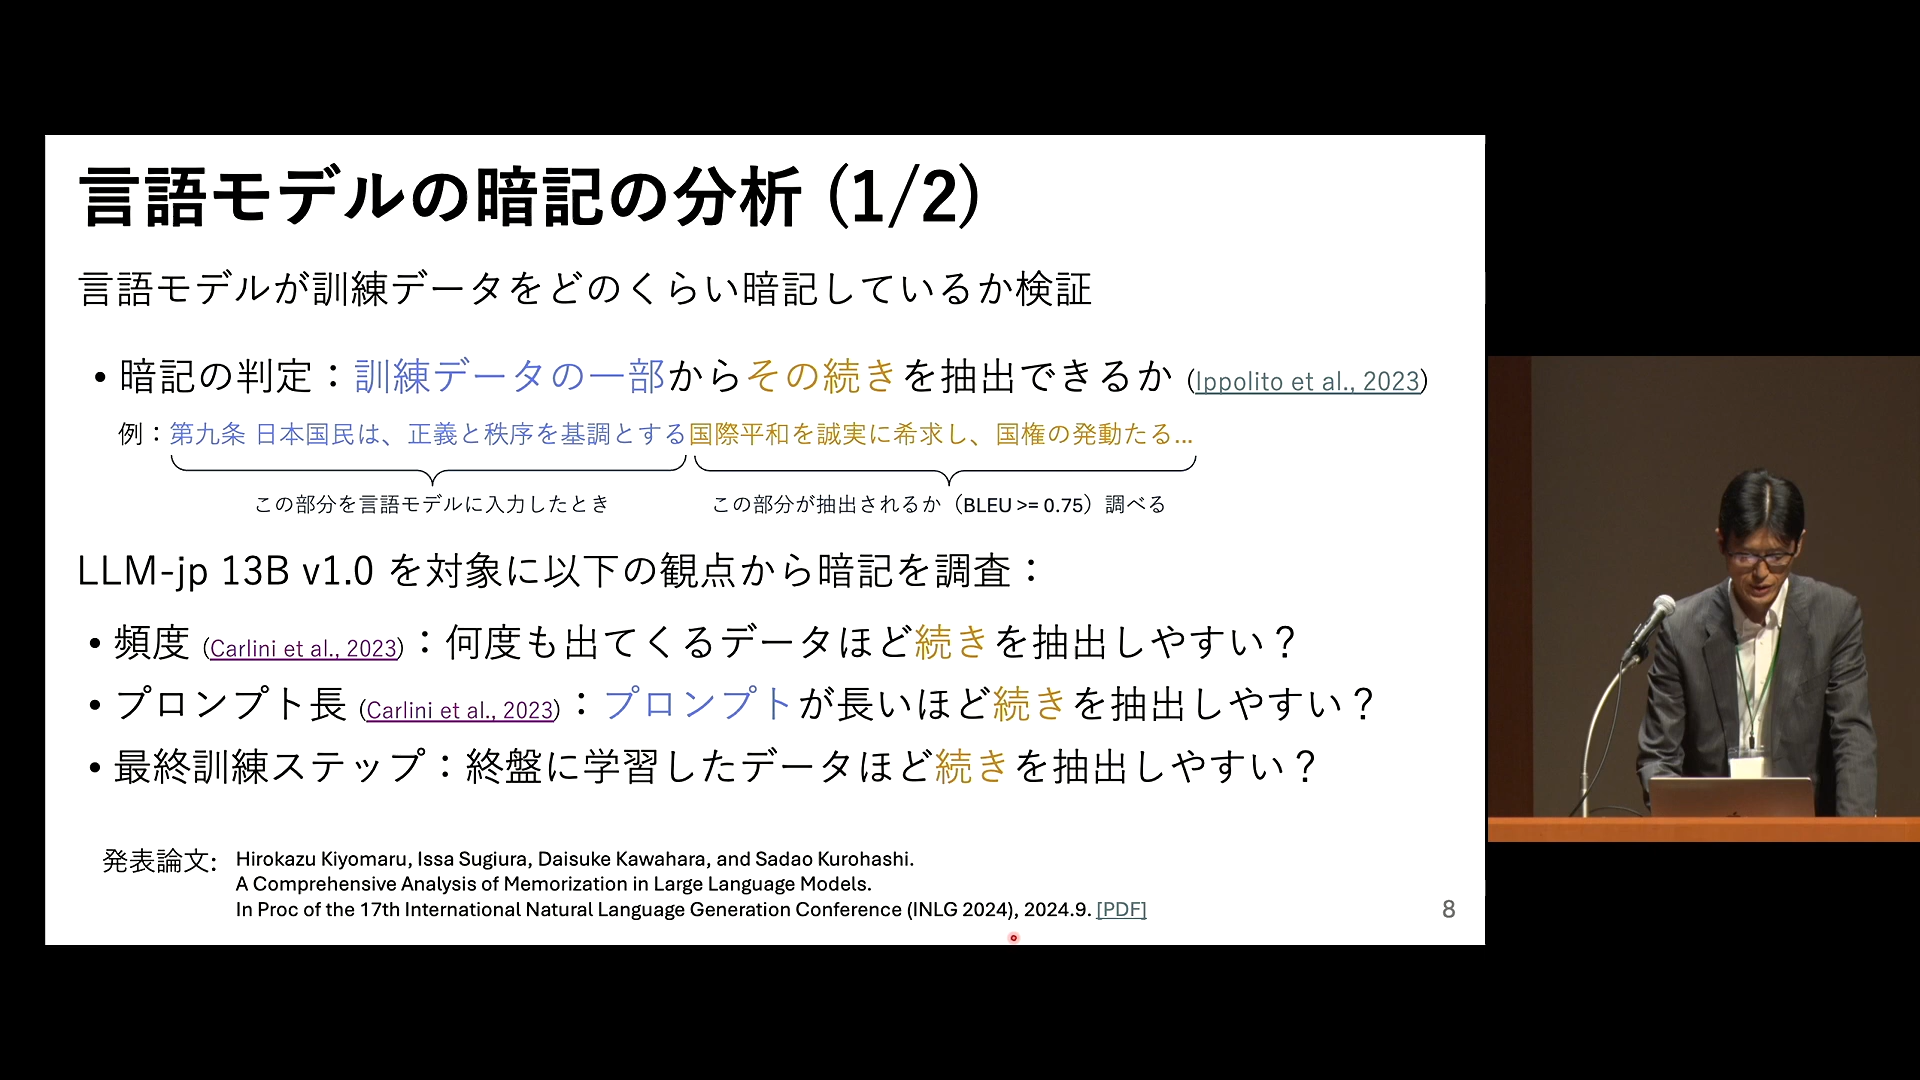 言語モデルの暗記の分析 (1/2)
言語モデルが訓練データをどのくらい暗記しているか検証
• 暗記の判定：訓練データの一部からその続きを抽出できるか (Ippolito et al., 2023)
例：第九条 日本国民は、正義と秩序を基調とする国際平和を誠実に希求し、国権の発動たる...
この部分を言語モデルに入力したとき
この部分が抽出されるか（BLEU >= 0.75）調べる
LLM-jp 13B v1.0 を対象に以下の観点から暗記を調査：
• 頻度 (Carlini et al., 2023)：何度も出てくるデータほど続きを抽出しやすい？
• プロンプト長 (Carlini et al., 2023)：プロンプトが長いほど続きを抽出しやすい？
• 最終訓練ステップ：終盤に学習したデータほど続きを抽出しやすい？
発表論文: Hirokazu Kiyomaru, Issa Sugiura, Daisuke Kawahara, and Sadao Kurohashi.
A Comprehensive Analysis of Memorization in Large Language Models.
In Proc of the 17th International Natural Language Generation Conference (INLG 2024), 2024.9. [PDF]
8